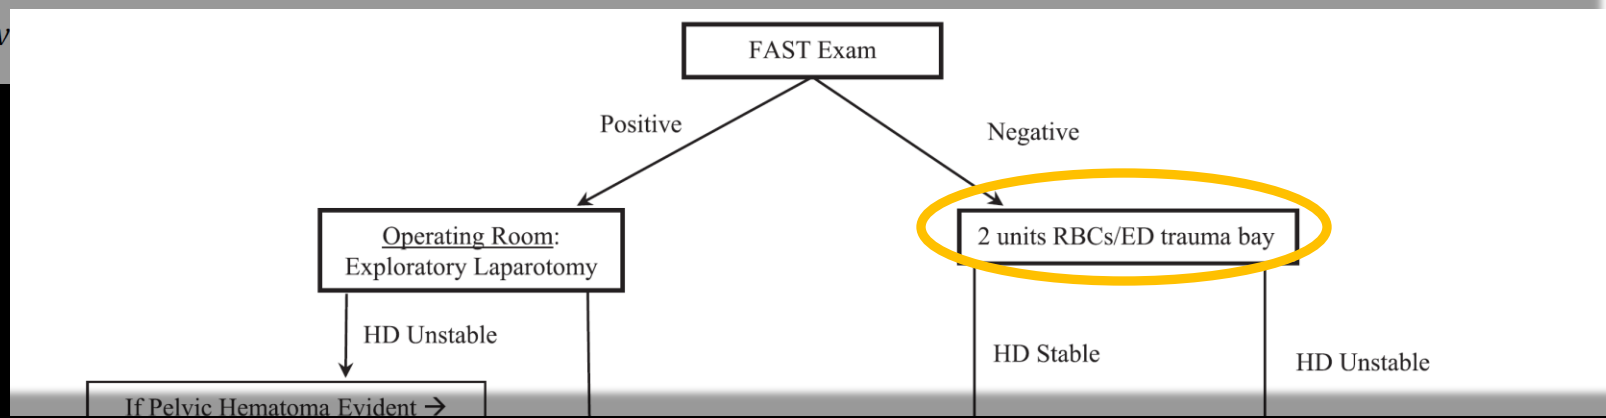 FAST Exam
Positive
Negative
Operating Room:
Exploratory Laparotomy
2 units RBCs/ED trauma bay
HD Unstable
HD Stable
HD Unstable
If Pelvic Hematoma Evident →